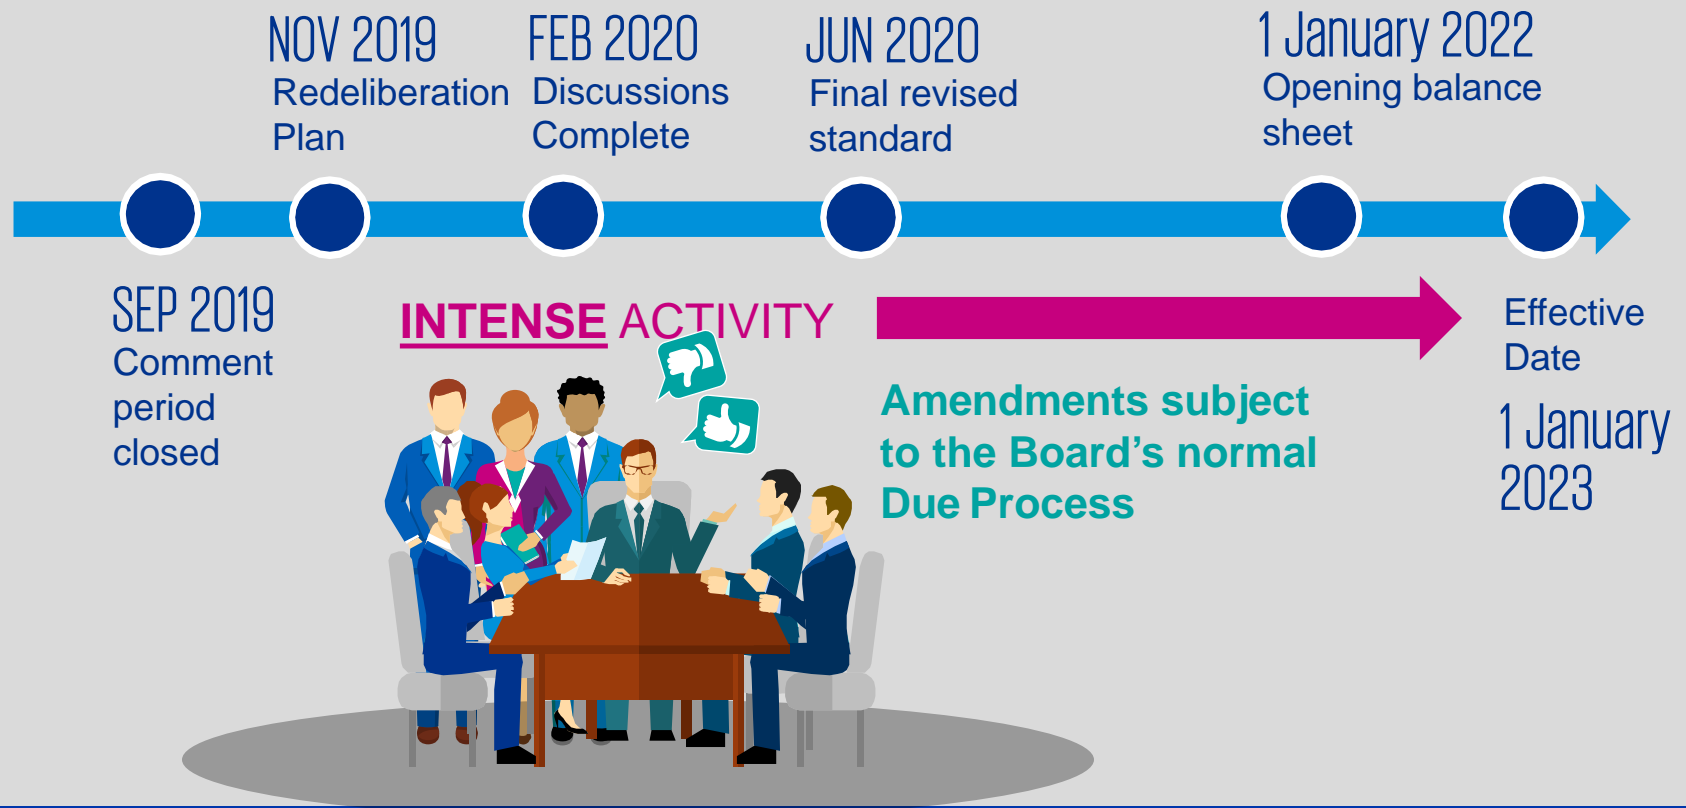 NOV 2019
Redeliberation
Plan
FEB 2020
Discussions
Complete
JUN 2020
Final revised
standard
1 January 2022
Opening balance
sheet
SEP 2019
Comment
period
closed
INTENSE ACTIVITY
Amendments subject
to the Board’s normal
Due Process
Effective
Date
1 January
2023